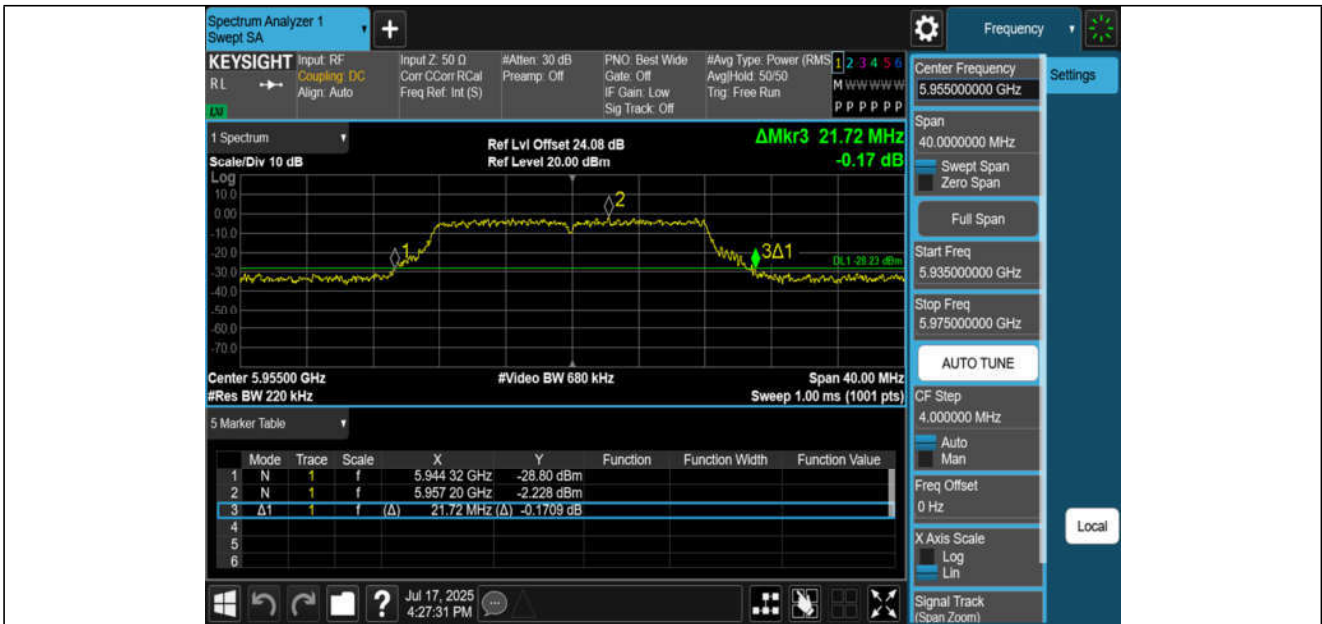 Spectrum Analyzer 1
Swept SA
+
Frequency
KEYSIGHT
RL
LV
Input: RF
Coupling: DC
Align: Auto
Input Z: 50 Ω
Corr CCorr RCal
Freq Ref: Int (S)
#Atten: 30 dB
Preamp: Off
PNO: Best Wide
Gate: Off
IF Gain: Low
Sig Track: Off
#Avg Type: Power (RMS
Avg|Hold: 50/50
Trig: Free Run
1 2 3 4 5 6
M W W W W W
P P P P P P
1 Spectrum
Scale/Div 10 dB
Ref Lvl Offset 24.08 dB
Ref Level 20.00 dBm
ΔMkr3 21.72 MHz
-0.17 dB
Log
10.0
0.00
-10.0
-20.0
-30.0
-40.0
-50.0
-60.0
-70.0
1
2
3Δ1
DL1 -28.23 dBm
Center 5.95500 GHz
#Video BW 680 kHz
Span 40.00 MHz
#Res BW 220 kHz
Sweep 1.00 ms (1001 pts)
5 Marker Table
Mode Trace Scale X Y Function Function Width Function Value
1 N 1 f 5.944 32 GHz -28.80 dBm
2 N 1 f 5.957 20 GHz -2.228 dBm
3 Δ1 1 f (Δ) 21.72 MHz (Δ) -0.1709 dB
4
5
6
Jul 17, 2025
4:27:31 PM
?
Center Frequency
5.955000000 GHz
Settings
Span
40.0000000 MHz
Swept Span
Zero Span
Full Span
Start Freq
5.935000000 GHz
Stop Freq
5.975000000 GHz
AUTO TUNE
CF Step
4.000000 MHz
Auto
Man
Freq Offset
0 Hz
X Axis Scale
Log
Lin
Local
Signal Track
(Span Zoom)